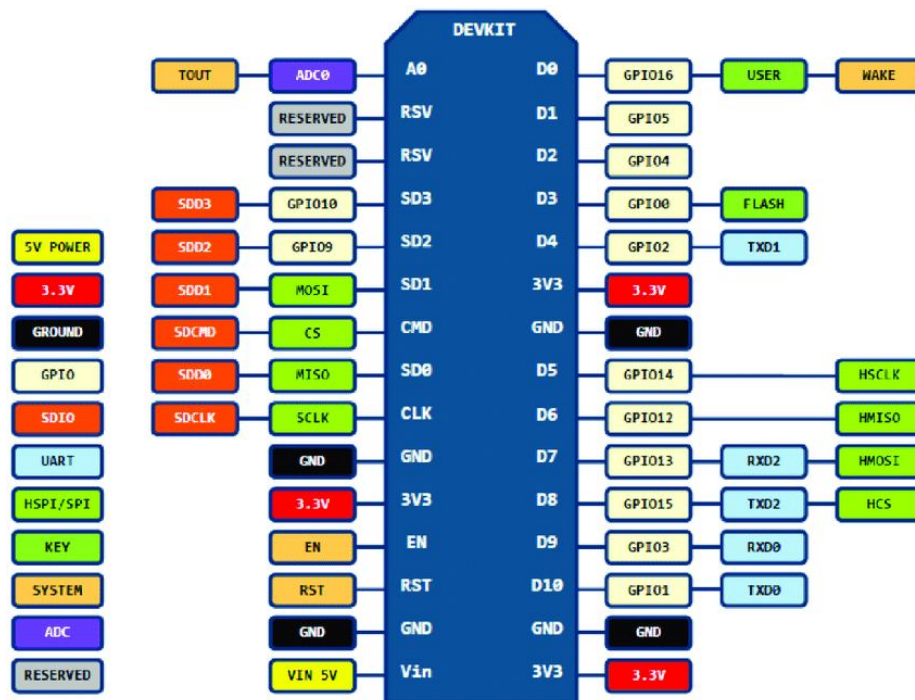 DEVKIT
TOUT ADC0 A0 D0 GPIO16 USER WAKE
RESERVED RSV D1 GPIO5
RESERVED RSV D2 GPIO4
SDD3 GPIO10 SD3 D3 GPIO0 FLASH
5V POWER SDD2 GPIO9 SD2 D4 GPIO2 TXD1
3.3V SDD1 MOSI SD1 3V3 3.3V
GROUND SDCMD CS CMD GND GND
GPIO SDD0 MISO SD0 D5 GPIO14 HSCLK
SDIO SDCLK SCLK CLK D6 GPIO12 HMISO
UART GND GND D7 GPIO13 RXD2 HMOSI
HSPI/SPI 3.3V 3V3 D8 GPIO15 TXD2 HCS
KEY EN EN D9 GPIO3 RXD0
SYSTEM RST RST D10 GPIO1 TXD0
ADC GND GND GND GND
RESERVED VIN 5V Vin 3V3 3.3V